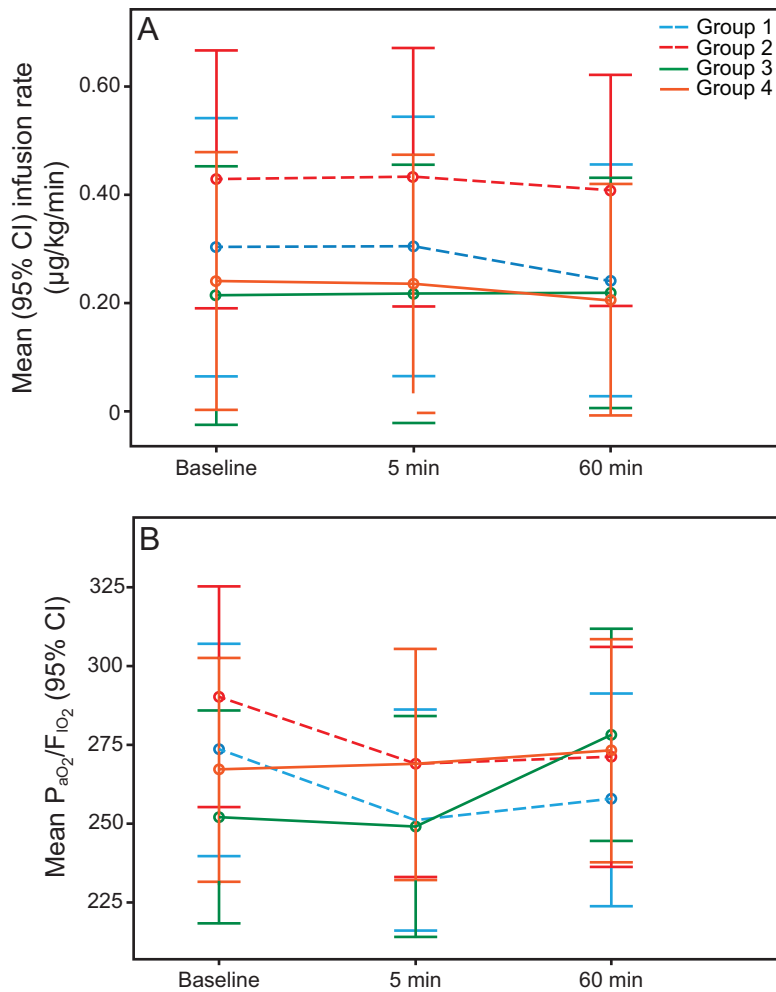 A
Group 1
Group 2
Group 3
Group 4
Mean (95% CI) infusion rate
(µg/kg/min)
0.60
0.40
0.20
0
Baseline
5 min
60 min
B
Mean PaO2/FIO2 (95% CI)
325
300
275
250
225
Baseline
5 min
60 min